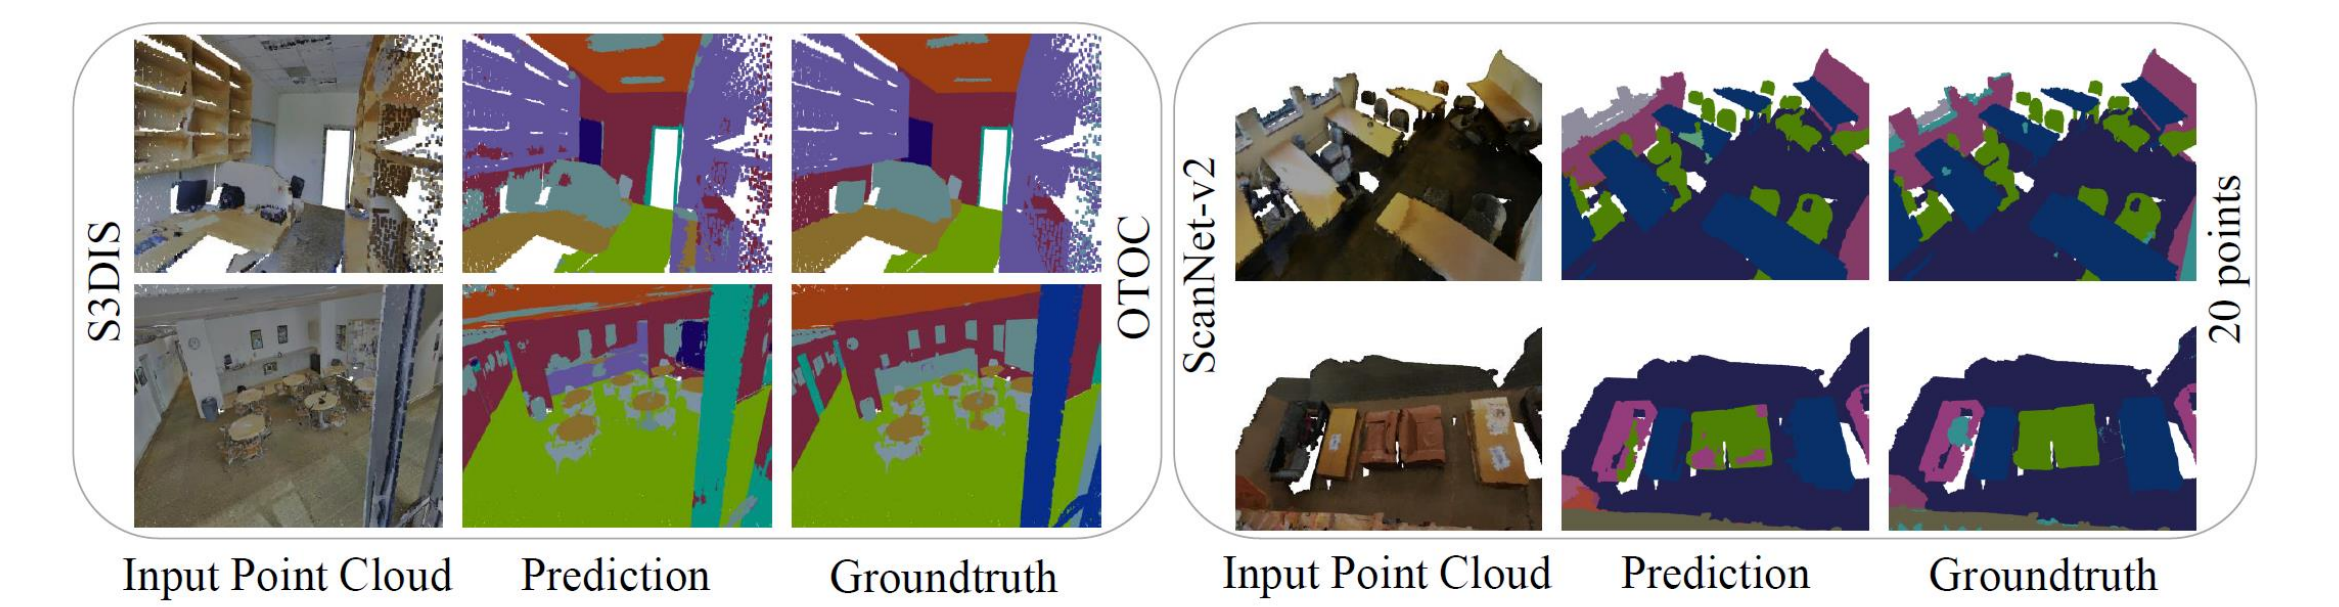 S3DIS
OTOC
ScanNet-v2
20 points
Input Point Cloud
Prediction
Groundtruth
Input Point Cloud
Prediction
Groundtruth